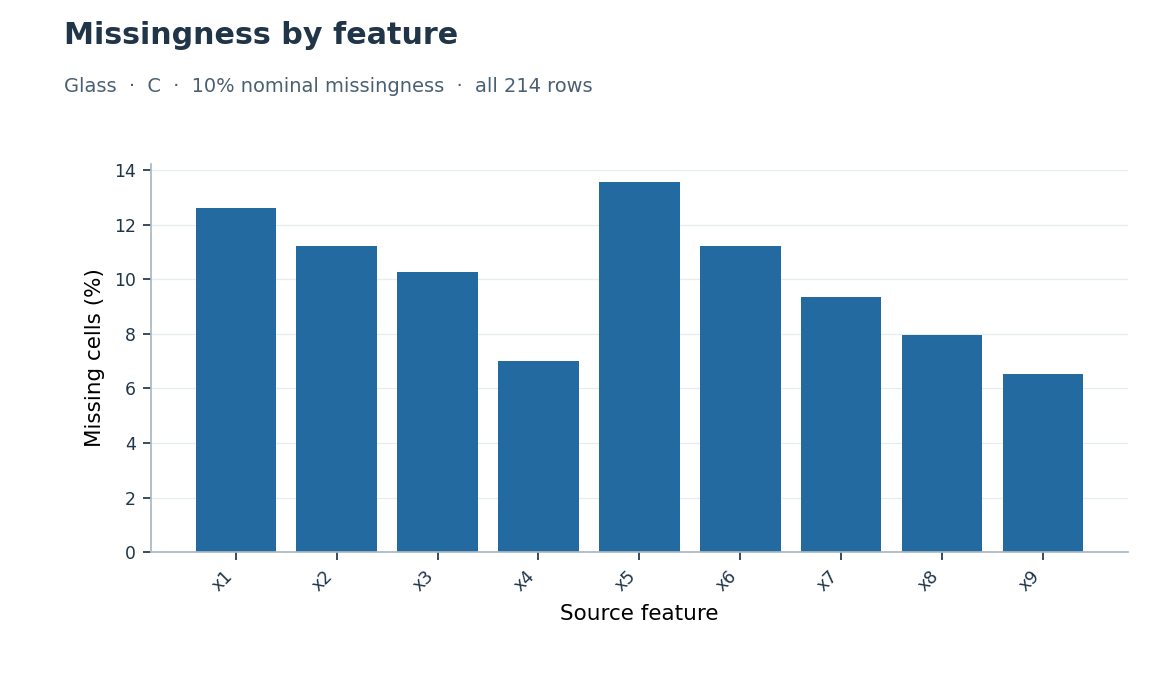 Missingness by feature
Glass · C · 10% nominal missingness · all 214 rows
14
12
10
8
6
4
2
0
Missing cells (%)
x1 x2 x3 x4 x5 x6 x7 x8 x9
Source feature